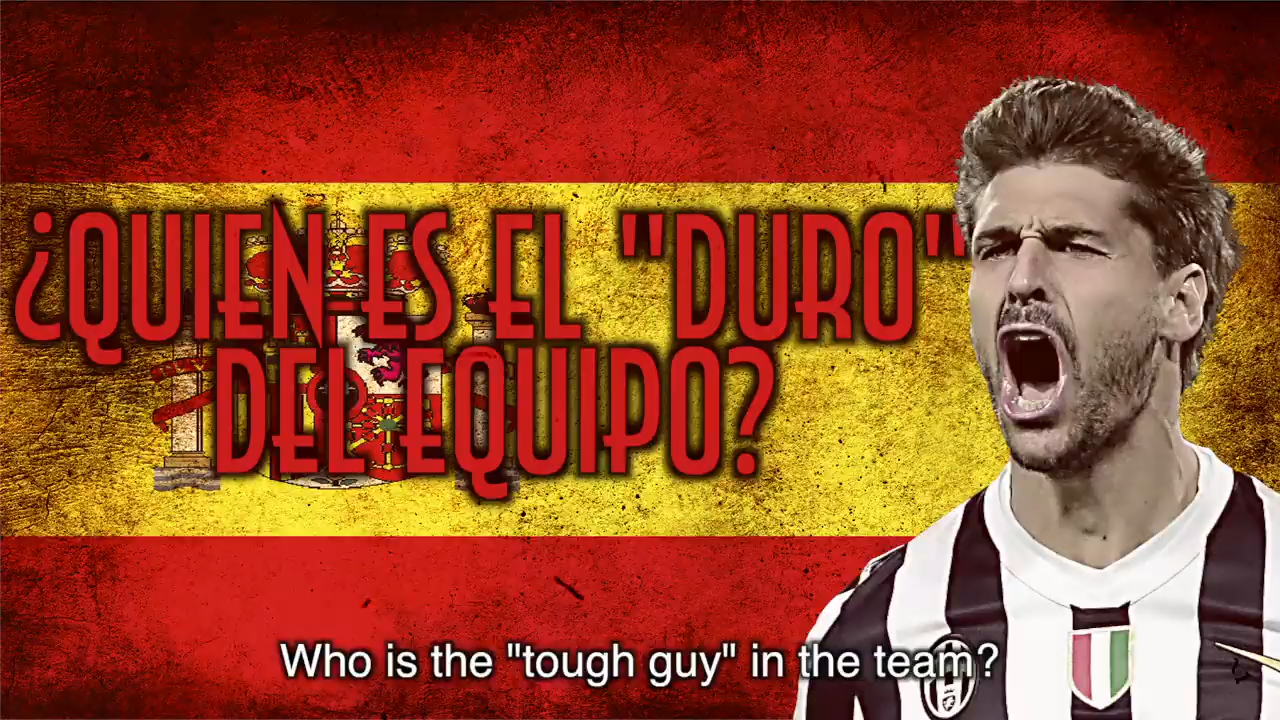 ¿QUIEN ES EL "DURO"
DEL EQUIPO?
Who is the "tough guy" in the team?